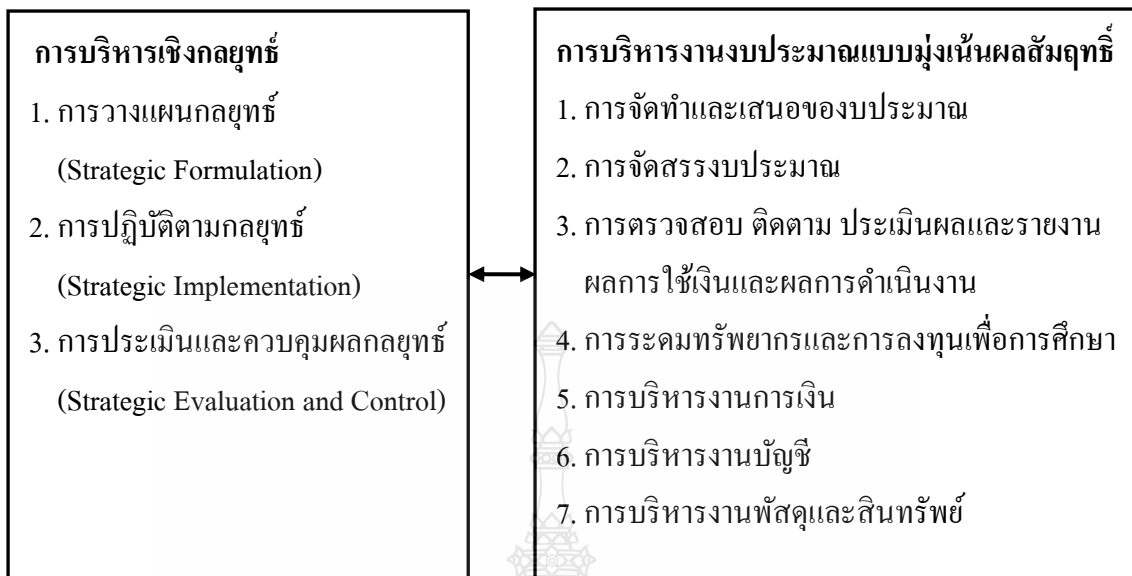 การบริหารเชิงกลยุทธ์
1. การวางแผนกลยุทธ์
(Strategic Formulation)
2. การปฏิบัติตามกลยุทธ์
(Strategic Implementation)
3. การประเมินและควบคุมผลกลยุทธ์
(Strategic Evaluation and Control)
การบริหารงานงบประมาณแบบมุ่งเน้นผลสัมฤทธิ์
1. การจัดทำและเสนอของบประมาณ
2. การจัดสรรงบประมาณ
3. การตรวจสอบ ติดตาม ประเมินผลและรายงาน
ผลการใช้เงินและผลการดำเนินงาน
4. การระดมทรัพยากรและการลงทุนเพื่อการศึกษา
5. การบริหารงานการเงิน
6. การบริหารงานบัญชี
7. การบริหารงานพัสดุและสินทรัพย์